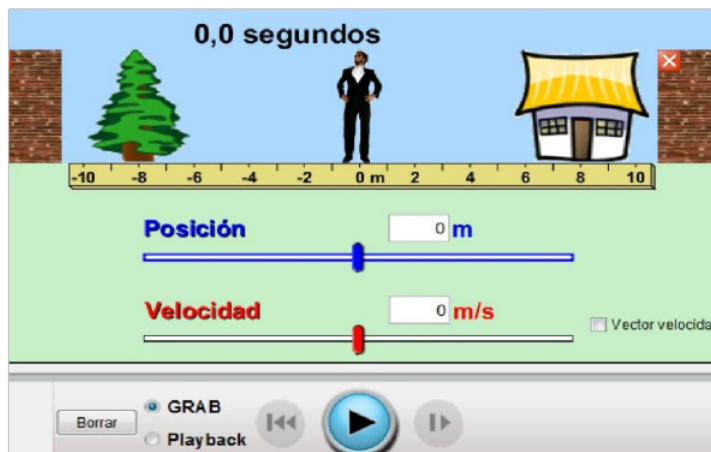 0,0 segundos
-10 -8 -6 -4 -2 0 m 2 4 6 8 10
Posición 0 m
Velocidad 0 m/s
Vector velocida
GRAB
Borrar
Playback